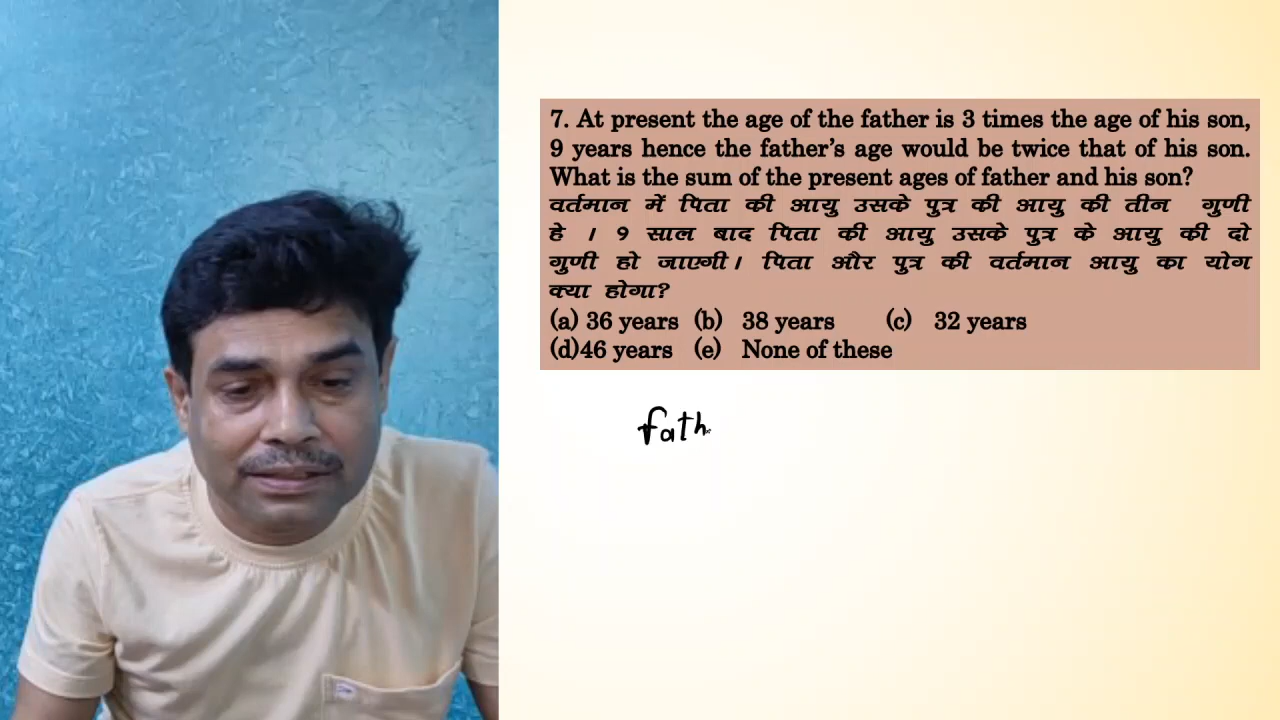 7. At present the age of the father is 3 times the age of his son,
9 years hence the father's age would be twice that of his son.
What is the sum of the present ages of father and his son?
वर्तमान में पिता की आयु उसके पुत्र की आयु की तीन गुणी
हे । 9 साल बाद पिता की आयु उसके पुत्र के आयु की दो
गुणी हो जाएगी। पिता और पुत्र की वर्तमान आयु का योग
क्या होगा?
(a) 36 years (b) 38 years (c) 32 years
(d)46 years (e) None of these
fath